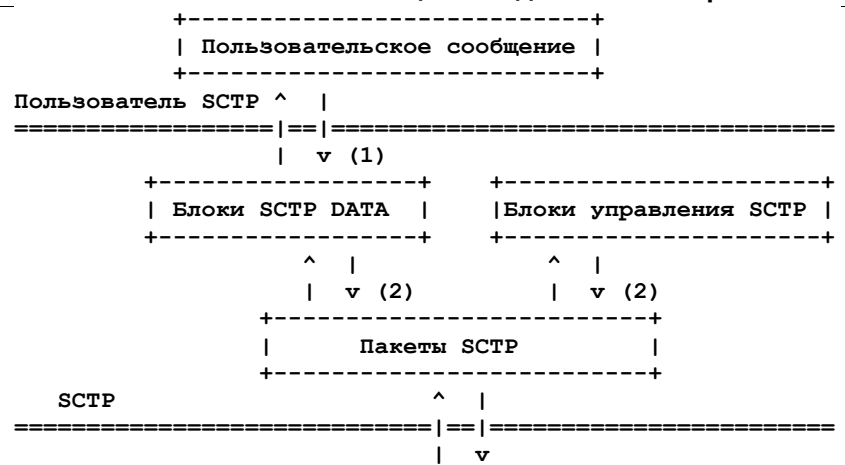 Пользовательское сообщение
Пользователь SCTP
(1)
Блоки SCTP DATA
Блоки управления SCTP
(2) (2)
Пакеты SCTP
SCTP